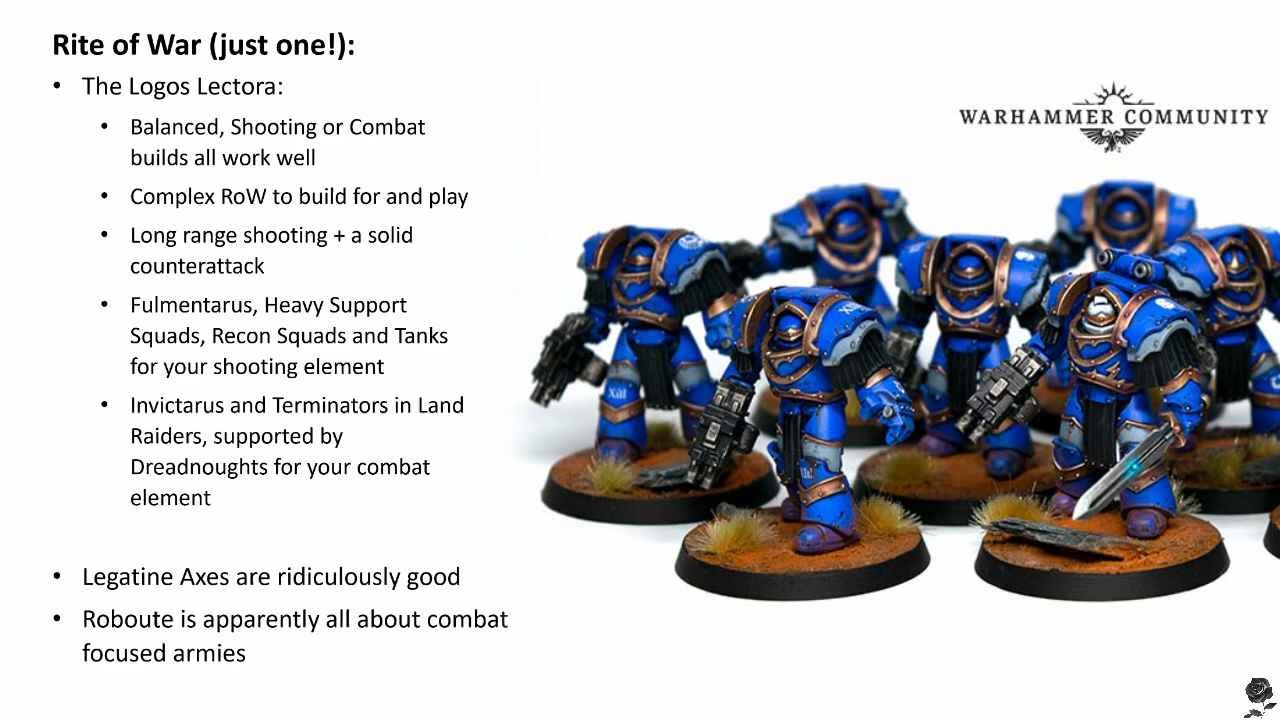 Rite of War (just one!):
• The Logos Lectora:
• Balanced, Shooting or Combat
builds all work well
• Complex RoW to build for and play
• Long range shooting + a solid
counterattack
• Fulmentarus, Heavy Support
Squads, Recon Squads and Tanks
for your shooting element
• Invictarus and Terminators in Land
Raiders, supported by
Dreadnoughts for your combat
element
• Legatine Axes are ridiculously good
• Roboute is apparently all about combat
focused armies
WARHAMMER COMMUNITY
XIII